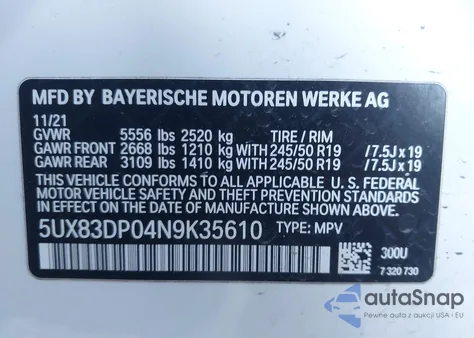 MFD BY BAYERISCHE MOTOREN WERKE AG
11/21
GVWR 5556 lbs 2520 kg TIRE / RIM
GAWR FRONT 2668 lbs 1210 kg WITH 245/50 R19 /7.5J x 19
GAWR REAR 3109 lbs 1410 kg WITH 245/50 R19 /7.5J x 19
THIS VEHICLE CONFORMS TO ALL APPLICABLE U.S. FEDERAL
MOTOR VEHICLE SAFETY AND THEFT PREVENTION STANDARDS
IN EFFECT ON THE DATE OF MANUFACTURE SHOWN ABOVE.
5UX83DP04N9K35610 TYPE: MPV
300U
7 320 730
autoSnap
Pewne auta z aukcji USA i EU